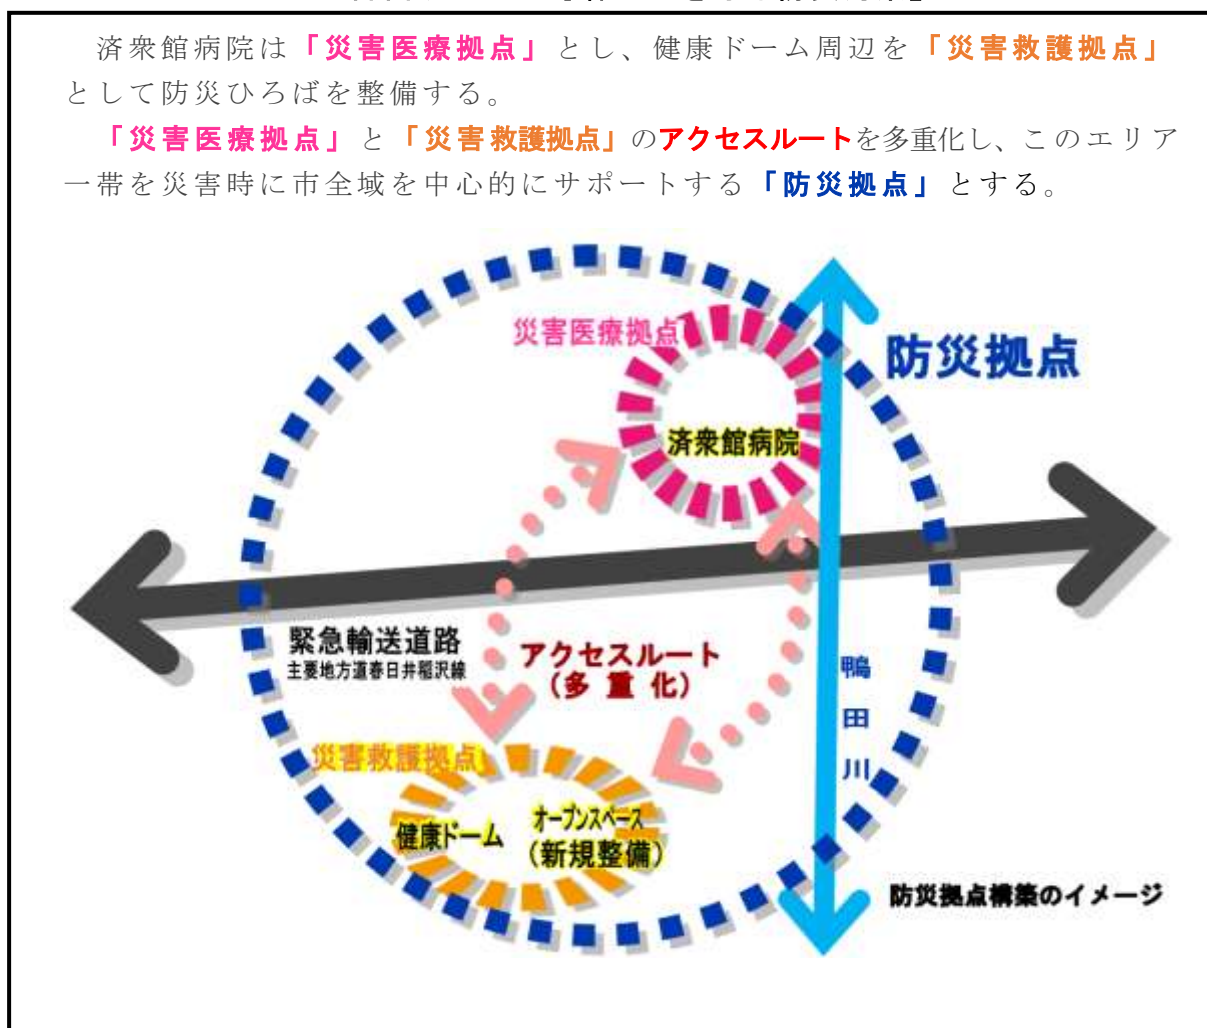 済衆館病院は「災害医療拠点」とし、健康ドーム周辺を「災害救護拠点」
として防災ひろばを整備する。
「災害医療拠点」と「災害救護拠点」のアクセスルートを多重化し、このエリア
一帯を災害時に市全域を中心的にサポートする「防災拠点」とする。
災害医療拠点
防災拠点
済衆館病院
緊急輸送道路
主要地方道春日井稲沢線
アクセスルート
（多 重 化）
鴨田川
災害救護拠点
健康ドーム
オープンスペース
（新規整備）
防災拠点構築のイメージ